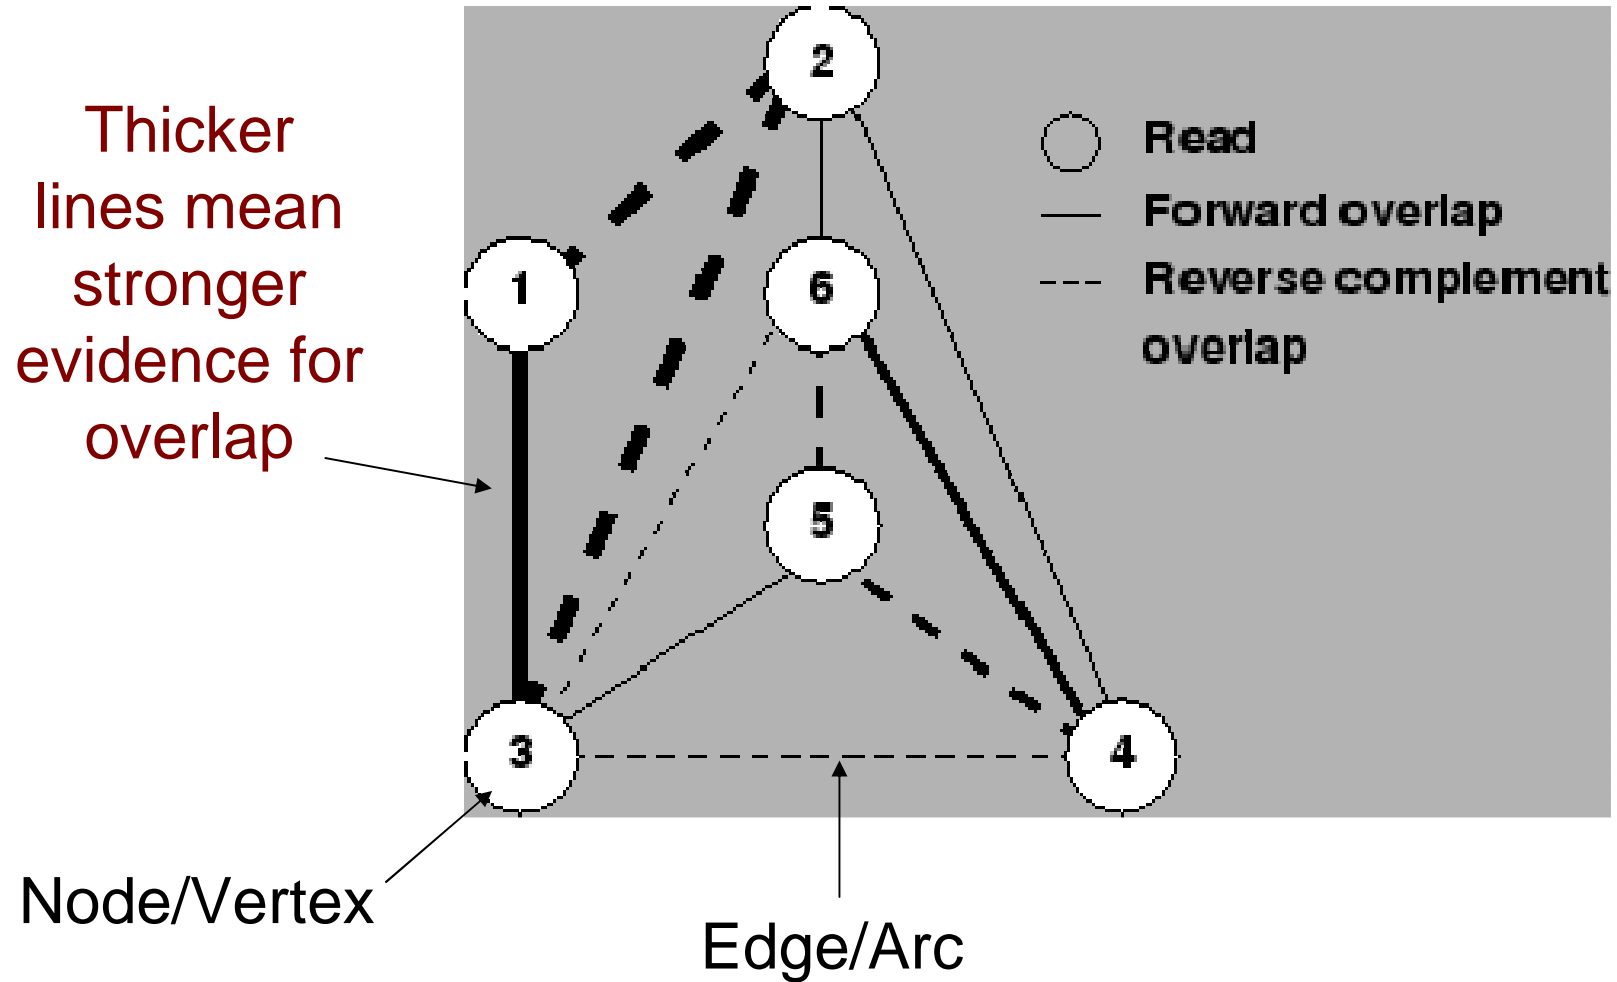 2
Thicker
lines mean
stronger
evidence for
overlap
Read
Forward overlap
Reverse complement
overlap
1
6
5
3
4
Node/Vertex
Edge/Arc